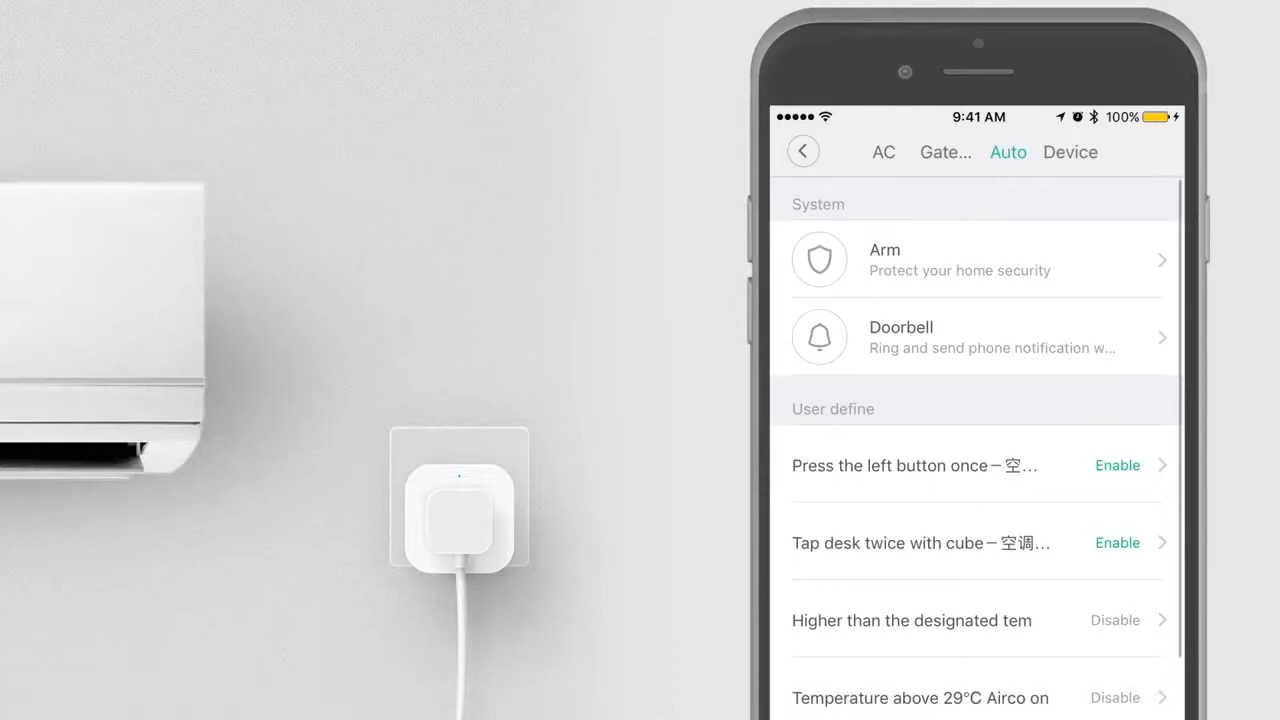 9:41 AM 100%
AC Gate... Auto Device
System
Arm
Protect your home security
Doorbell
Ring and send phone notification w...
User define
Press the left button once－空... Enable
Tap desk twice with cube－空调... Enable
Higher than the designated tem Disable
Temperature above 29℃ Airco on Disable